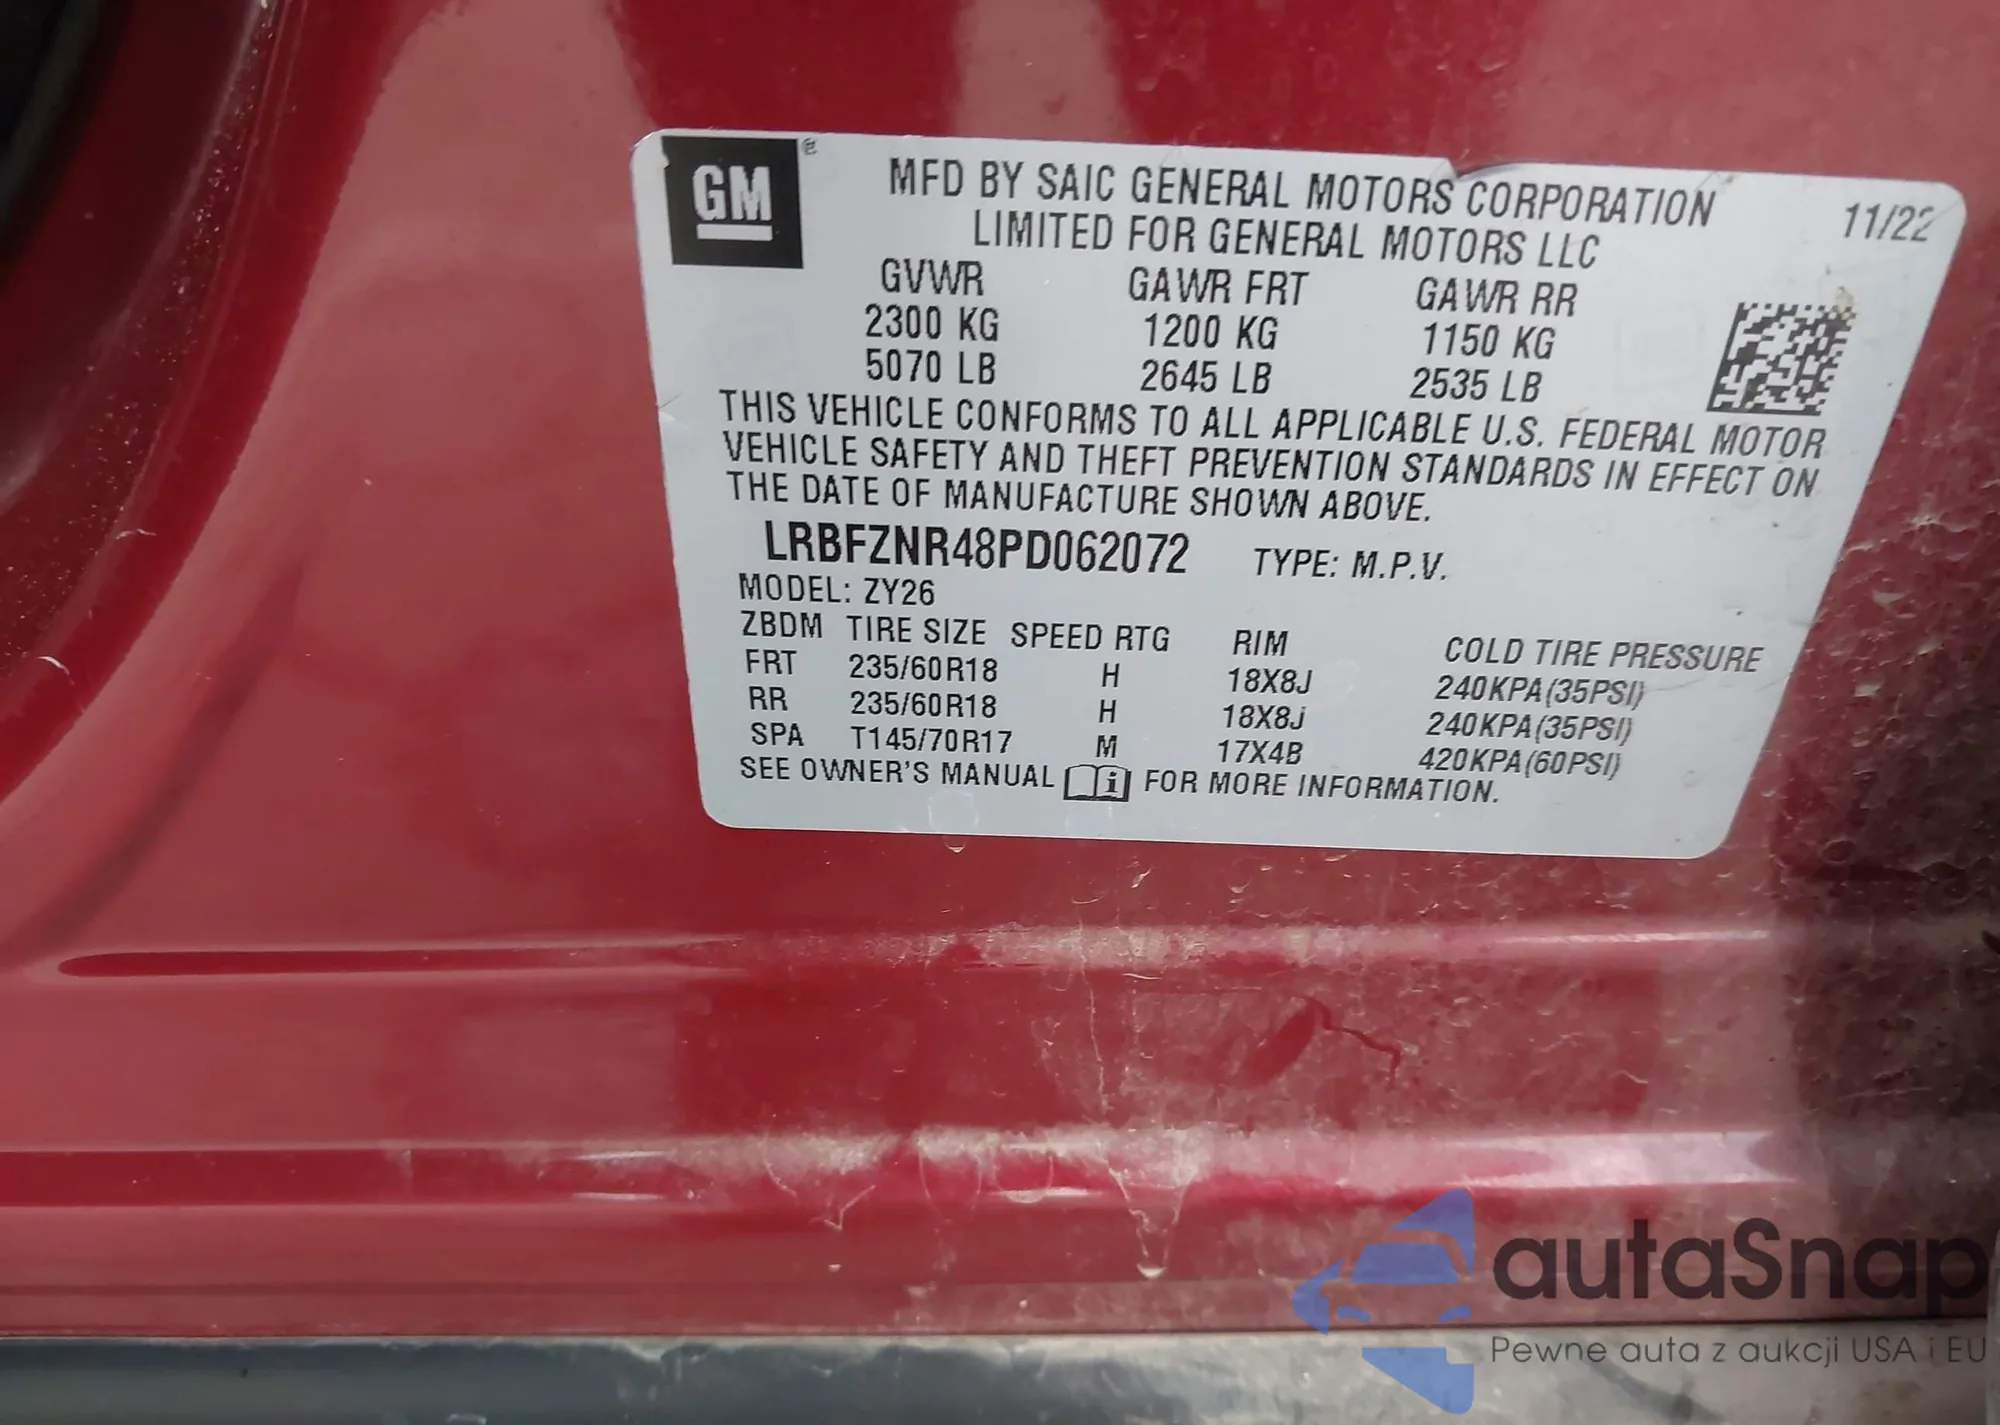 GM
MFD BY SAIC GENERAL MOTORS CORPORATION
LIMITED FOR GENERAL MOTORS LLC
11/22
GVWR GAWR FRT GAWR RR
2300 KG 1200 KG 1150 KG
5070 LB 2645 LB 2535 LB
THIS VEHICLE CONFORMS TO ALL APPLICABLE U.S. FEDERAL MOTOR
VEHICLE SAFETY AND THEFT PREVENTION STANDARDS IN EFFECT ON
THE DATE OF MANUFACTURE SHOWN ABOVE.
LRBFZNR48PD062072 TYPE: M.P.V.
MODEL: ZY26
ZBDM TIRE SIZE SPEED RTG RIM COLD TIRE PRESSURE
FRT 235/60R18 H 18X8J 240KPA(35PSI)
RR 235/60R18 H 18X8J 240KPA(35PSI)
SPA T145/70R17 M 17X4B 420KPA(60PSI)
SEE OWNER'S MANUAL i FOR MORE INFORMATION.
autaSnap
Pewne auta z aukcji USA i EU